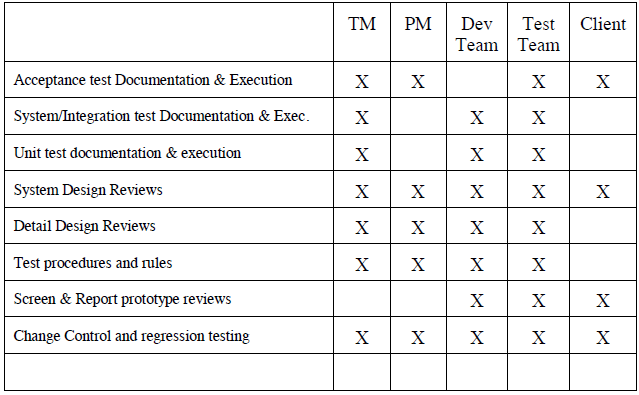 TM PM Dev Team Test Team Client
Acceptance test Documentation & Execution X X X X
System/Integration test Documentation & Exec. X X X
Unit test documentation & execution X X X
System Design Reviews X X X X X
Detail Design Reviews X X X X
Test procedures and rules X X X X
Screen & Report prototype reviews X X X
Change Control and regression testing X X X X X